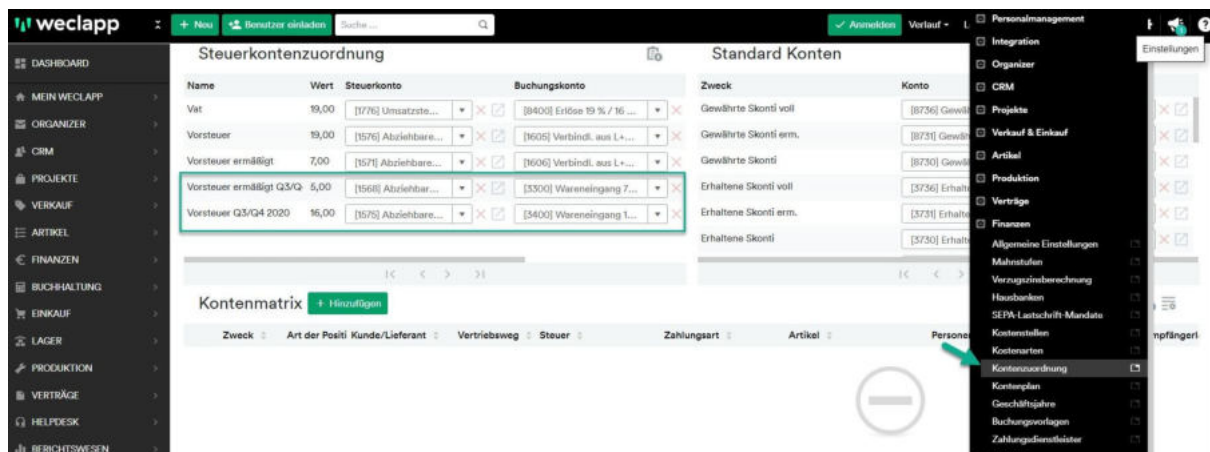 weclapp
+ Neu
Benutzer einladen
Suche ...
Anmelden
Verlauf
Einstellungen
DASHBOARD
MEIN WECLAPP
ORGANIZER
CRM
PROJEKTE
VERKAUF
ARTIKEL
FINANZEN
BUCHHALTUNG
EINKAUF
LAGER
PRODUKTION
VERTRÄGE
HELPDESK
BERICHTSWESEN
Steuerkontenzuordnung
Name Wert Steuerkonto Buchungskonto
Vat 19,00 [1776] Umsatzste... [8400] Erlöse 19 % / 16 ...
Vorsteuer 19,00 [1576] Abziehbare... [1605] Verbindl. aus L+...
Vorsteuer ermäßigt 7,00 [1571] Abziehbare... [1606] Verbindl. aus L+...
Vorsteuer ermäßigt Q3/Q 5,00 [1568] Abziehbar... [3300] Wareneingang 7...
Vorsteuer Q3/Q4 2020 16,00 [1575] Abziehbare... [3400] Wareneingang 1...
Standard Konten
Zweck Konto
Gewährte Skonti voll [8736] Gewäh
Gewährte Skonti erm. [8731] Gewäh
Gewährte Skonti [8730] Gewä
Erhaltene Skonti voll [3736] Erhalt
Erhaltene Skonti erm. [3731] Erhalte
Erhaltene Skonti [3730] Erhalt
Kontenmatrix + Hinzufügen
Zweck Art der Positi Kunde/Lieferant Vertriebsweg Steuer Zahlungsart Artikel Persone mpfängerl
Personalmanagement
Integration
Organizer
CRM
Projekte
Verkauf & Einkauf
Artikel
Produktion
Verträge
Finanzen
Allgemeine Einstellungen
Mahnstufen
Verzugszinsberechnung
Hausbanken
SEPA-Lastschrift-Mandate
Kostenstellen
Kostenarten
Kontenzuordnung
Kontenplan
Geschäftsjahre
Buchungsvorlagen
Zahlungsdienstleister